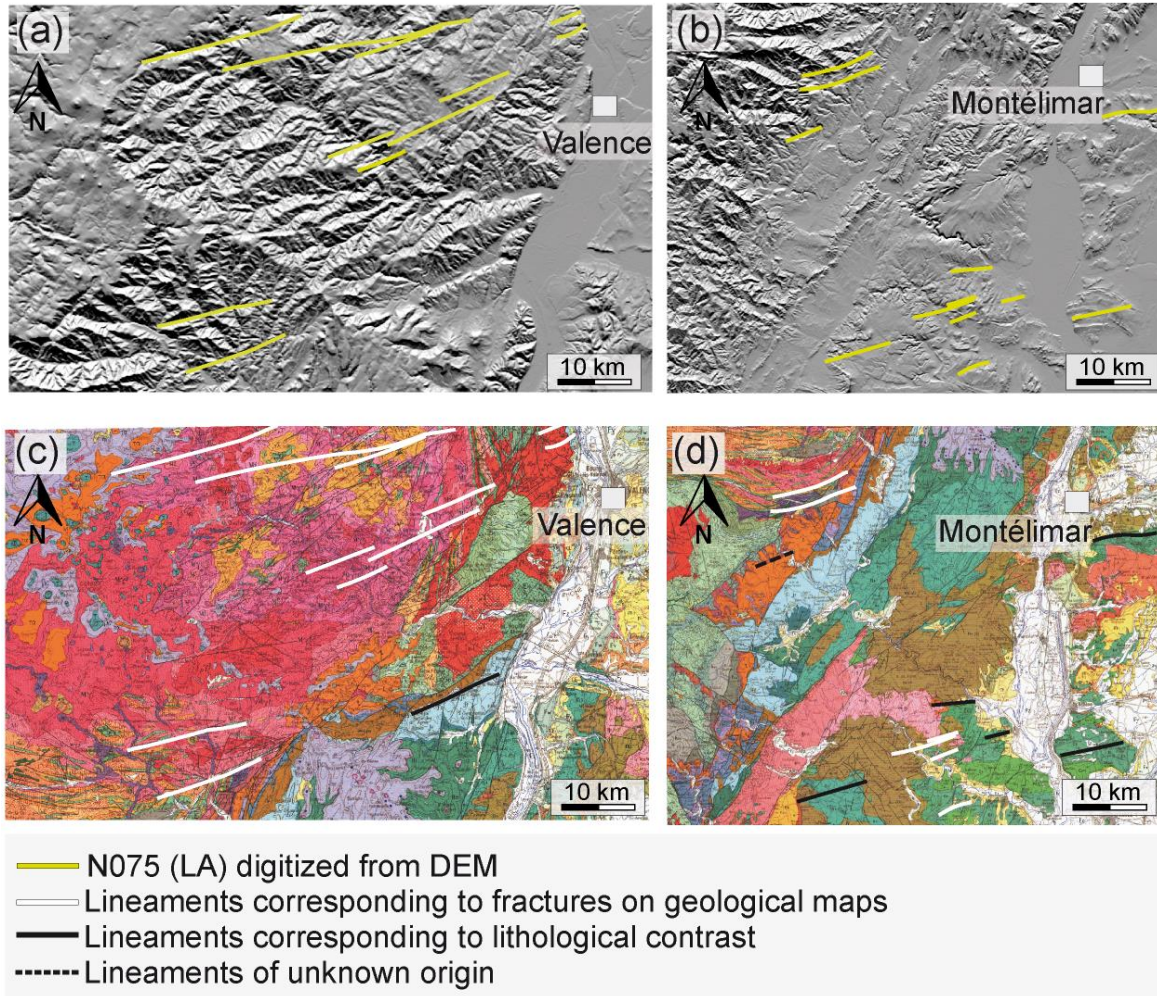 (a)
N
Valence
10 km
(b)
N
Montélimar
10 km
(c)
N
Valence
10 km
(d)
N
Montélimar
10 km
N075 (LA) digitized from DEM
Lineaments corresponding to fractures on geological maps
Lineaments corresponding to lithological contrast
Lineaments of unknown origin